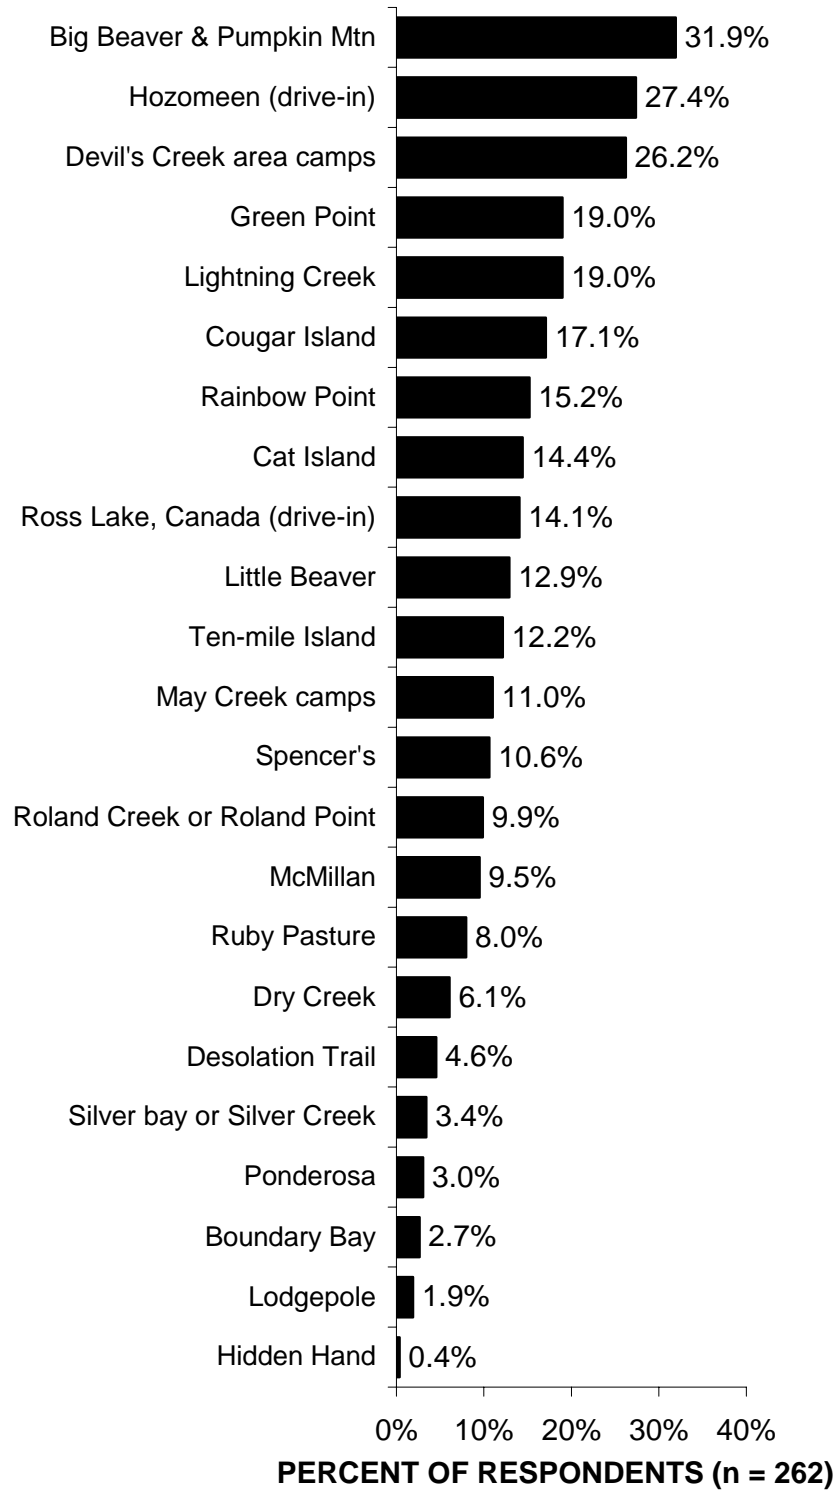 Big Beaver & Pumpkin Mtn 31.9%
Hozomeen (drive-in) 27.4%
Devil's Creek area camps 26.2%
Green Point 19.0%
Lightning Creek 19.0%
Cougar Island 17.1%
Rainbow Point 15.2%
Cat Island 14.4%
Ross Lake, Canada (drive-in) 14.1%
Little Beaver 12.9%
Ten-mile Island 12.2%
May Creek camps 11.0%
Spencer's 10.6%
Roland Creek or Roland Point 9.9%
McMillan 9.5%
Ruby Pasture 8.0%
Dry Creek 6.1%
Desolation Trail 4.6%
Silver bay or Silver Creek 3.4%
Ponderosa 3.0%
Boundary Bay 2.7%
Lodgepole 1.9%
Hidden Hand 0.4%
0% 10% 20% 30% 40%
PERCENT OF RESPONDENTS (n = 262)